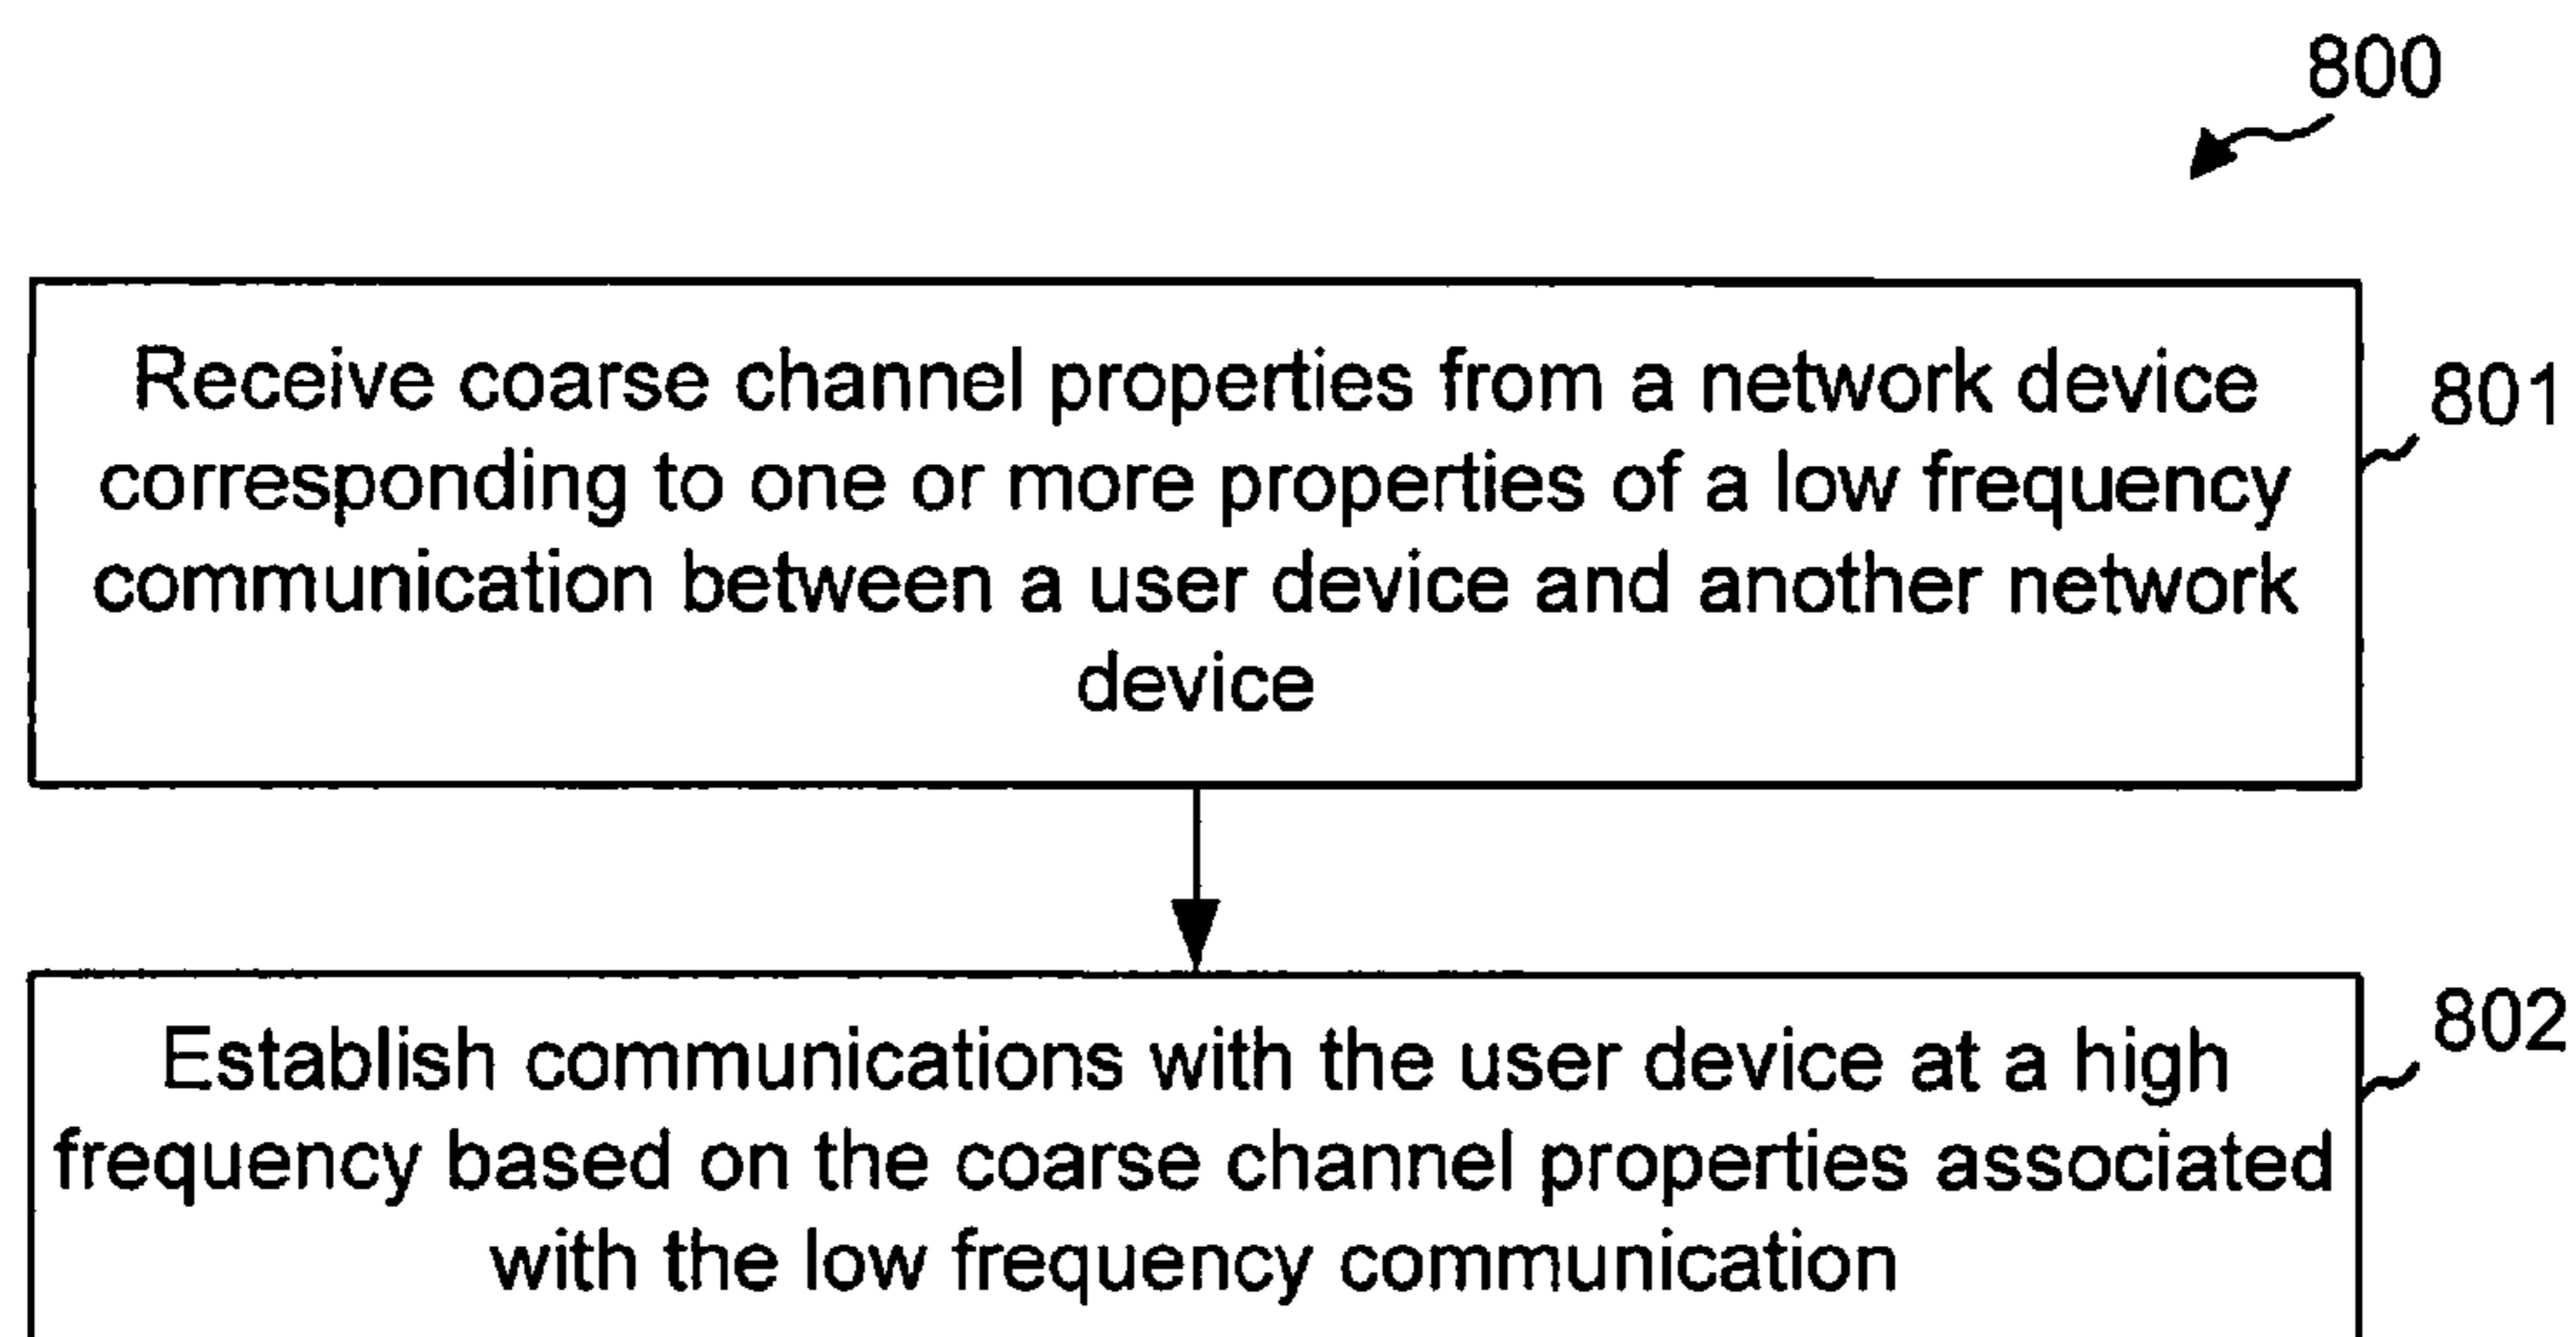 800
Receive coarse channel properties from a network device
corresponding to one or more properties of a low frequency
communication between a user device and another network
device
801
Establish communications with the user device at a high
frequency based on the coarse channel properties associated
with the low frequency communication
802